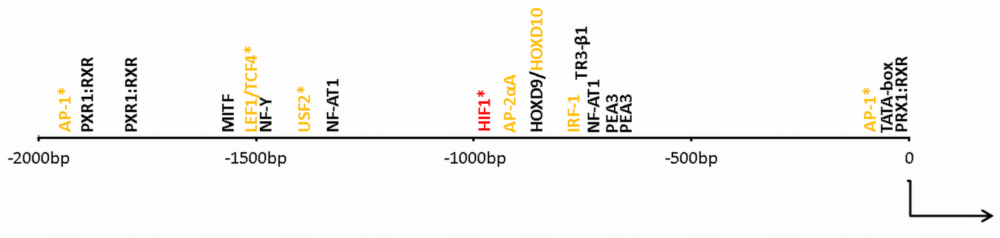 AP-1*
PXR1:RXR
PXR1:RXR
MITF
LEF1/TCF4*
NF-Y
USF2*
NF-AT1
HIF1*
AP-2αA
HOXD9/HOXD10
IRF-1
TR3-β1
NF-AT1
PEA3
PEA3
AP-1*
TATA-box
PRX1:RXR
-2000bp
-1500bp
-1000bp
-500bp
0